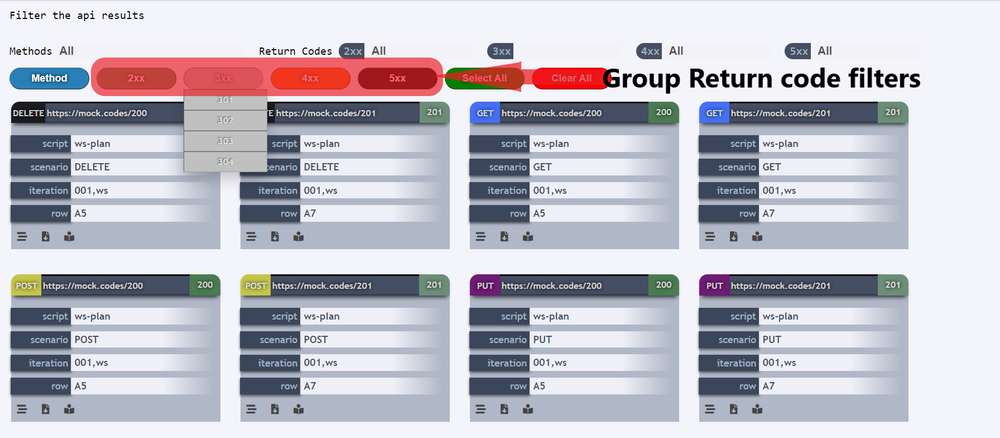 Filter the api results
Methods All Return Codes 2xx All 3xx 4xx All 5xx All
Method 2xx 3xx 4xx 5xx Select All Clear All Group Return code filters
301
302
303
304
DELETE https://mock.codes/200
https://mock.codes/201 201
GET https://mock.codes/200 200
GET https://mock.codes/201 201
script ws-plan script ws-plan script ws-plan script ws-plan
scenario DELETE scenario DELETE scenario GET scenario GET
iteration 001,ws iteration 001,ws iteration 001,ws iteration 001,ws
row A5 row A7 row A5 row A7
POST https://mock.codes/200 200 POST https://mock.codes/201 201 PUT https://mock.codes/200 200 PUT https://mock.codes/201 201
script ws-plan script ws-plan script ws-plan script ws-plan
scenario POST scenario POST scenario PUT scenario PUT
iteration 001,ws iteration 001,ws iteration 001,ws iteration 001,ws
row A5 row A7 row A5 row A7